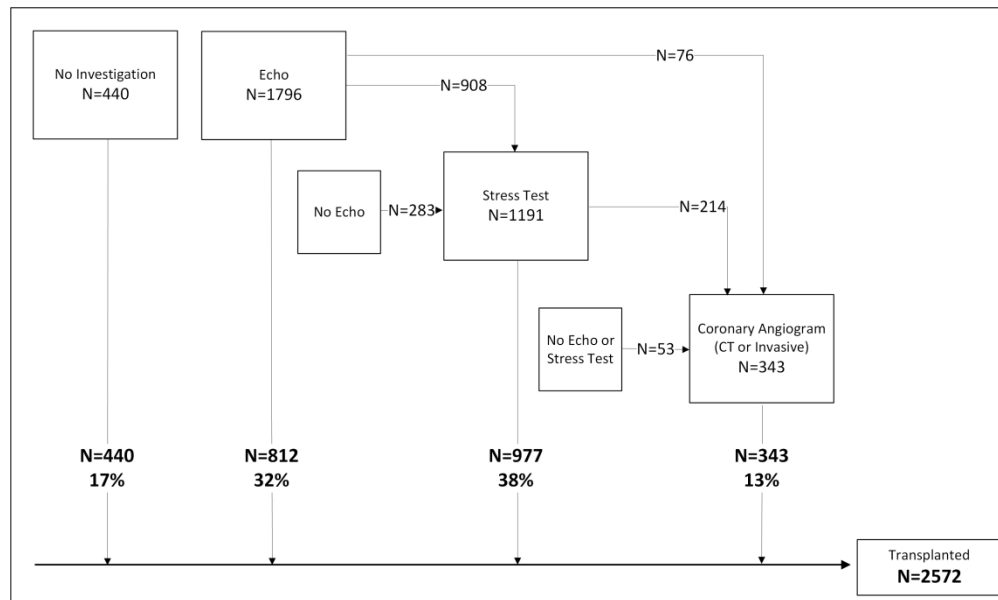 No Investigation
N=440
Echo
N=1796
N=76
N=908
No Echo
N=283
Stress Test
N=1191
N=214
No Echo or
Stress Test
N=53
Coronary Angiogram
(CT or Invasive)
N=343
N=440
17%
N=812
32%
N=977
38%
N=343
13%
Transplanted
N=2572